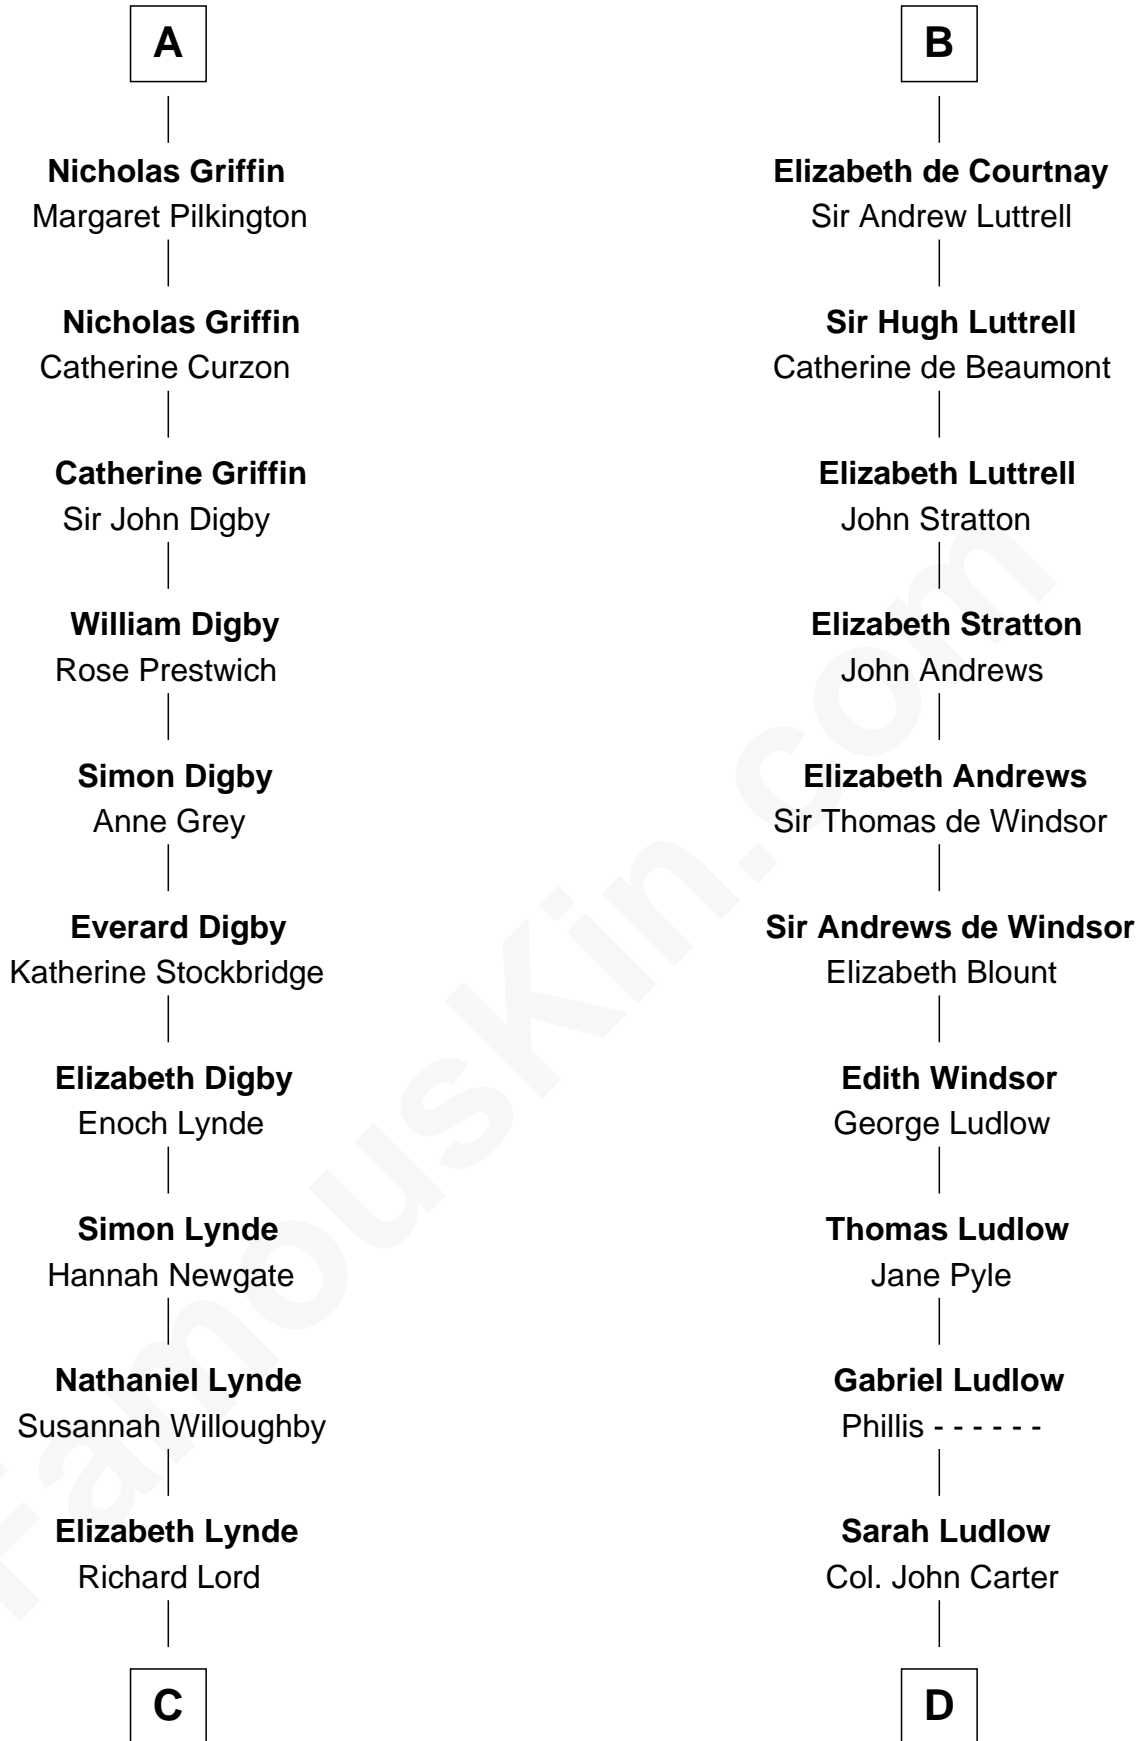 A
Nicholas Griffin
Margaret Pilkington
Nicholas Griffin
Catherine Curzon
Catherine Griffin
Sir John Digby
William Digby
Rose Prestwich
Simon Digby
Anne Grey
Everard Digby
Katherine Stockbridge
Elizabeth Digby
Enoch Lynde
Simon Lynde
Hannah Newgate
Nathaniel Lynde
Susannah Willoughby
Elizabeth Lynde
Richard Lord
C
B
Elizabeth de Courtnay
Sir Andrew Luttrell
Sir Hugh Luttrell
Catherine de Beaumont
Elizabeth Luttrell
John Stratton
Elizabeth Stratton
John Andrews
Elizabeth Andrews
Sir Thomas de Windsor
Sir Andrews de Windsor
Elizabeth Blount
Edith Windsor
George Ludlow
Thomas Ludlow
Jane Pyle
Gabriel Ludlow
Phillis - - - - - -
Sarah Ludlow
Col. John Carter
D
FamousKin.com